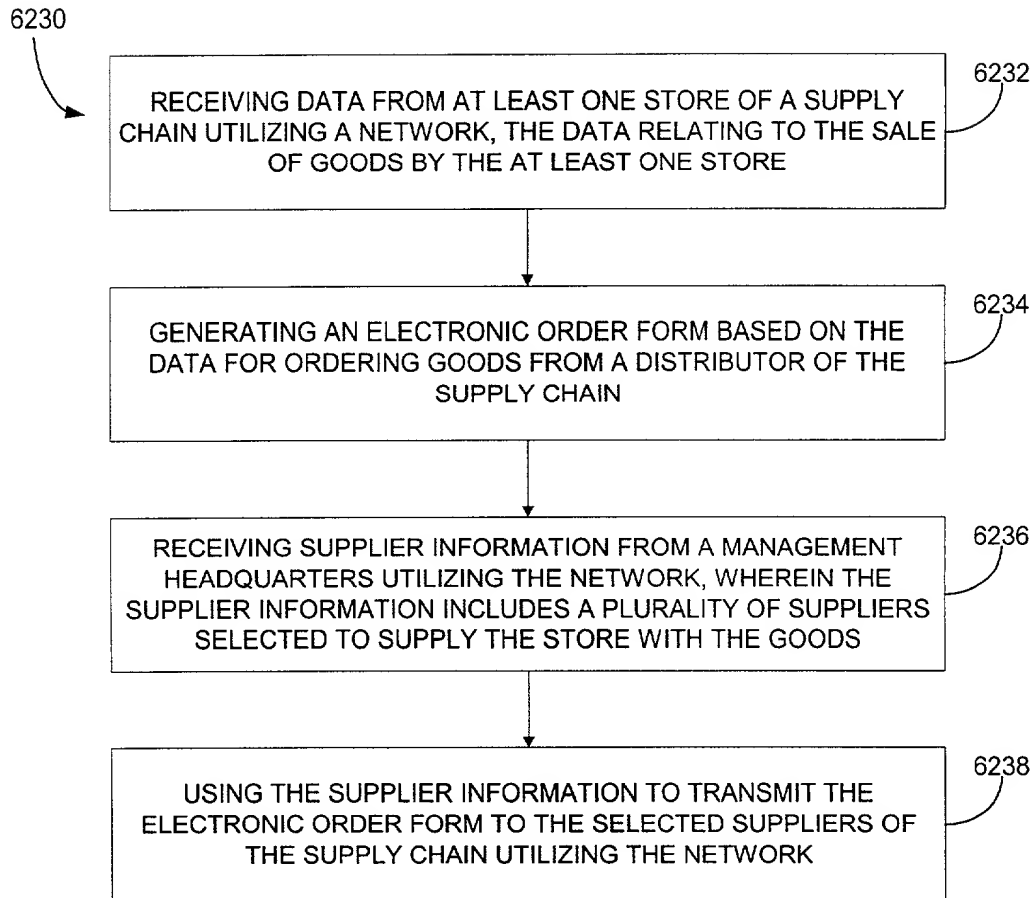 6230
RECEIVING DATA FROM AT LEAST ONE STORE OF A SUPPLY
CHAIN UTILIZING A NETWORK, THE DATA RELATING TO THE SALE
OF GOODS BY THE AT LEAST ONE STORE
6232
GENERATING AN ELECTRONIC ORDER FORM BASED ON THE
DATA FOR ORDERING GOODS FROM A DISTRIBUTOR OF THE
SUPPLY CHAIN
6234
RECEIVING SUPPLIER INFORMATION FROM A MANAGEMENT
HEADQUARTERS UTILIZING THE NETWORK, WHEREIN THE
SUPPLIER INFORMATION INCLUDES A PLURALITY OF SUPPLIERS
SELECTED TO SUPPLY THE STORE WITH THE GOODS
6236
USING THE SUPPLIER INFORMATION TO TRANSMIT THE
ELECTRONIC ORDER FORM TO THE SELECTED SUPPLIERS OF
THE SUPPLY CHAIN UTILIZING THE NETWORK
6238